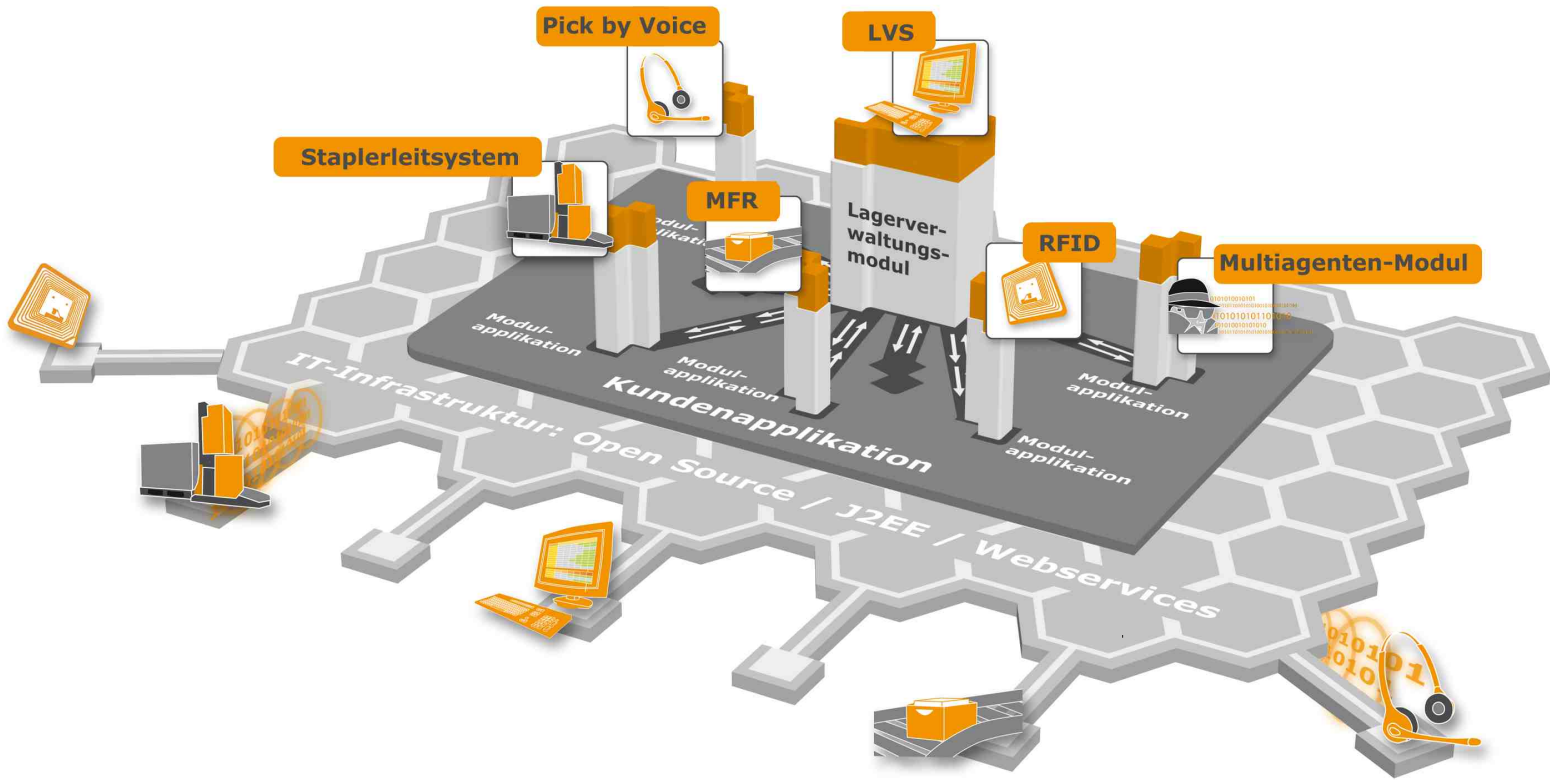 Pick by Voice
LVS
Staplerleitsystem
MFR
Lagerver-
waltungs-
modul
RFID
Multiagenten-Modul
Modul-
applikation
Modul-
applikation
Modul-
applikation
Modul-
applikation
Kundenapplikation
IT-Infrastruktur: Open Source / J2EE / Webservices